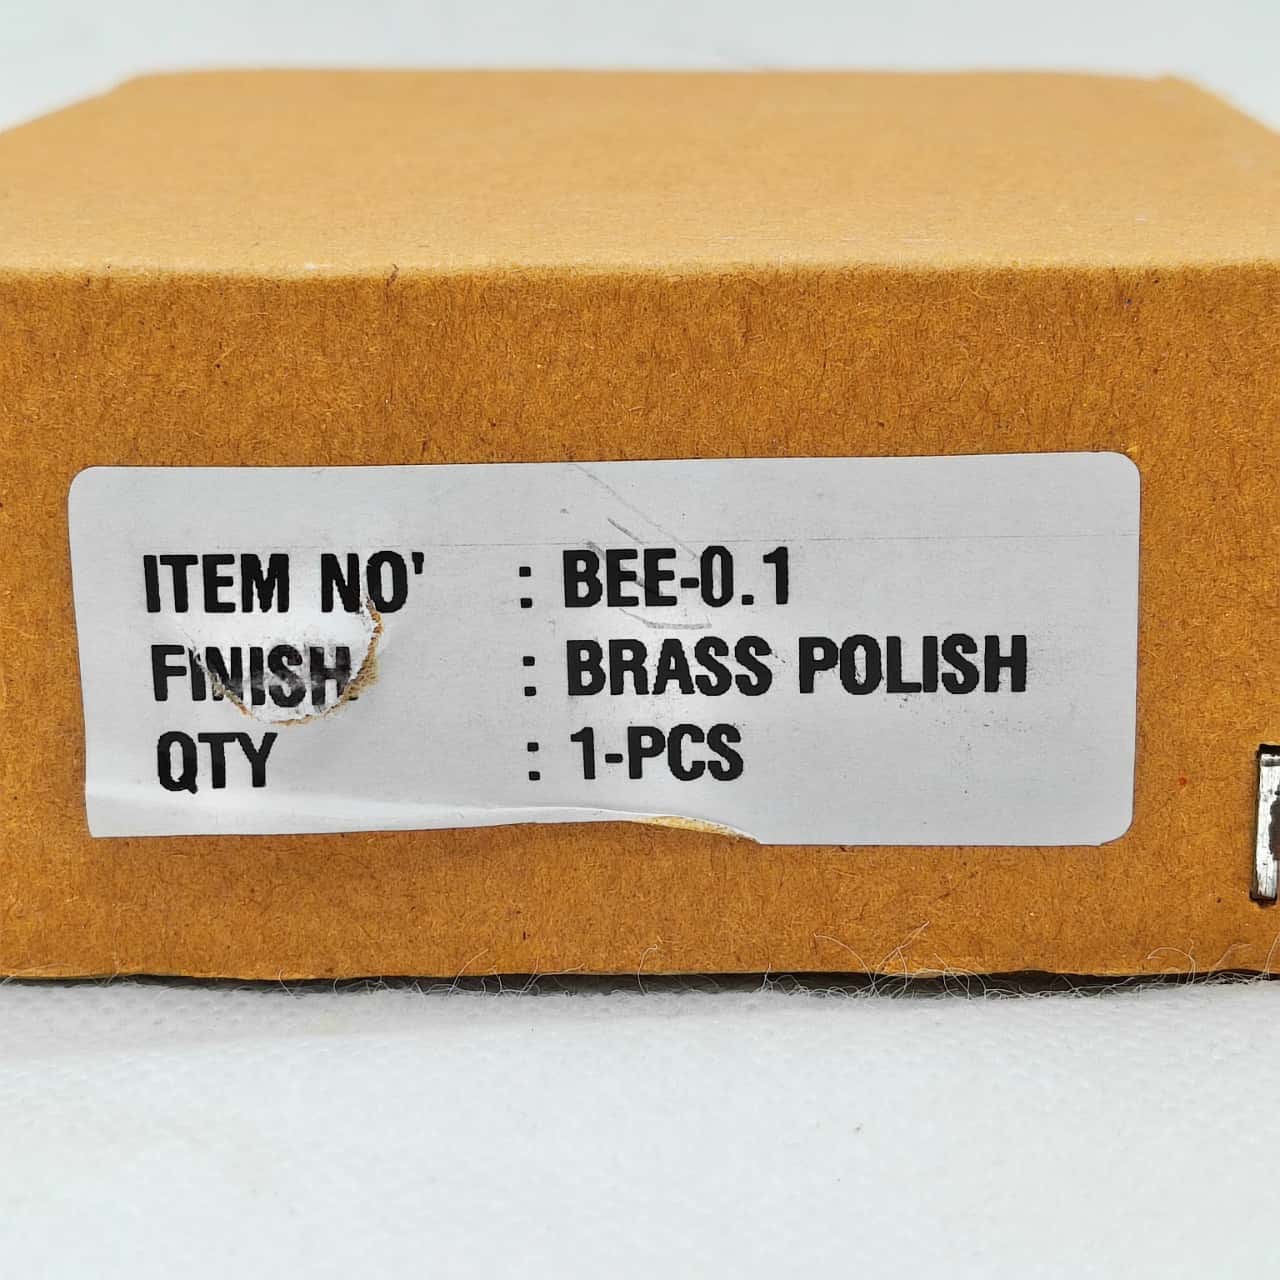 ITEM NO' : BEE-0.1
FINISH : BRASS POLISH
QTY : 1-PCS